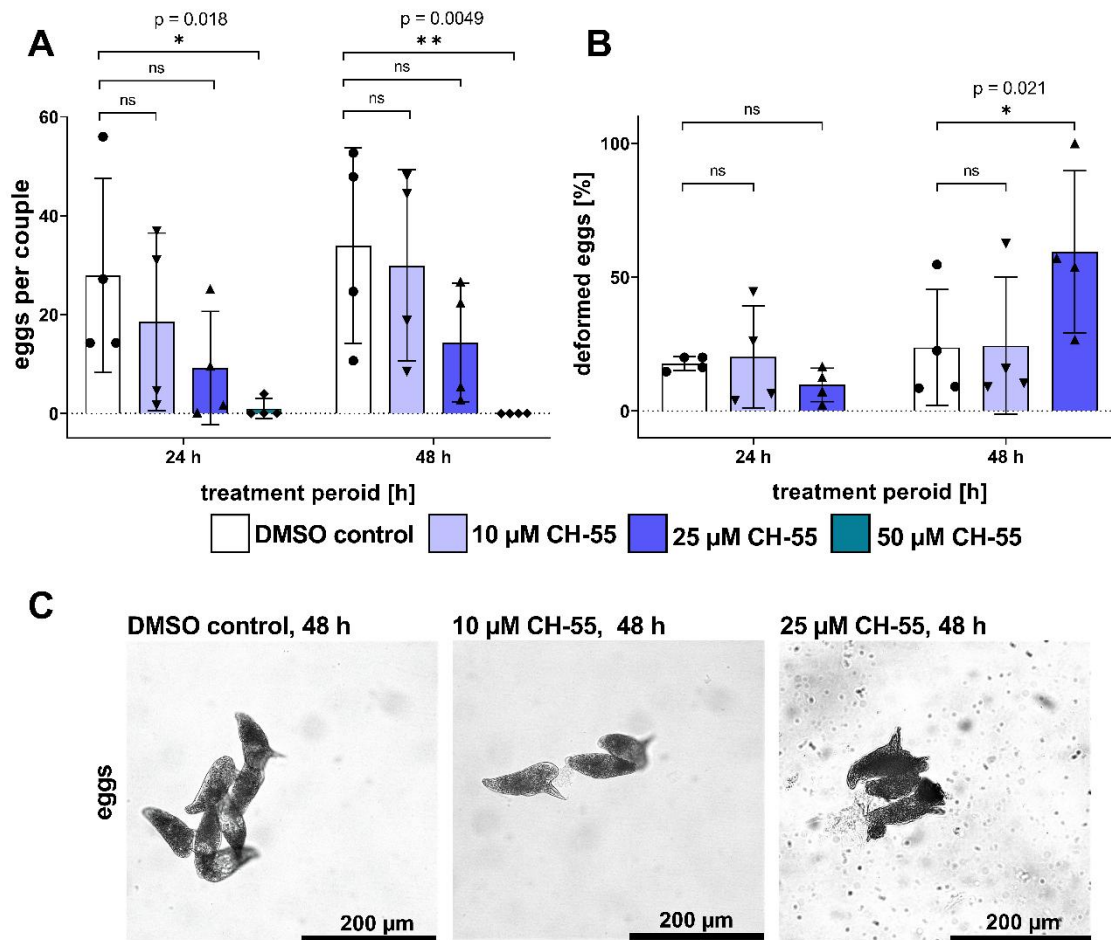 A
p = 0.018
*
ns
ns
p = 0.0049
**
ns
ns
eggs per couple
60
40
20
0
24 h
48 h
treatment peroid [h]
B
p = 0.021
ns
*
ns
ns
deformed eggs [%]
100
50
0
24 h
48 h
treatment peroid [h]
DMSO control
10 µM CH-55
25 µM CH-55
50 µM CH-55
C
DMSO control, 48 h
10 µM CH-55, 48 h
25 µM CH-55, 48 h
eggs
200 µm
200 µm
200 µm